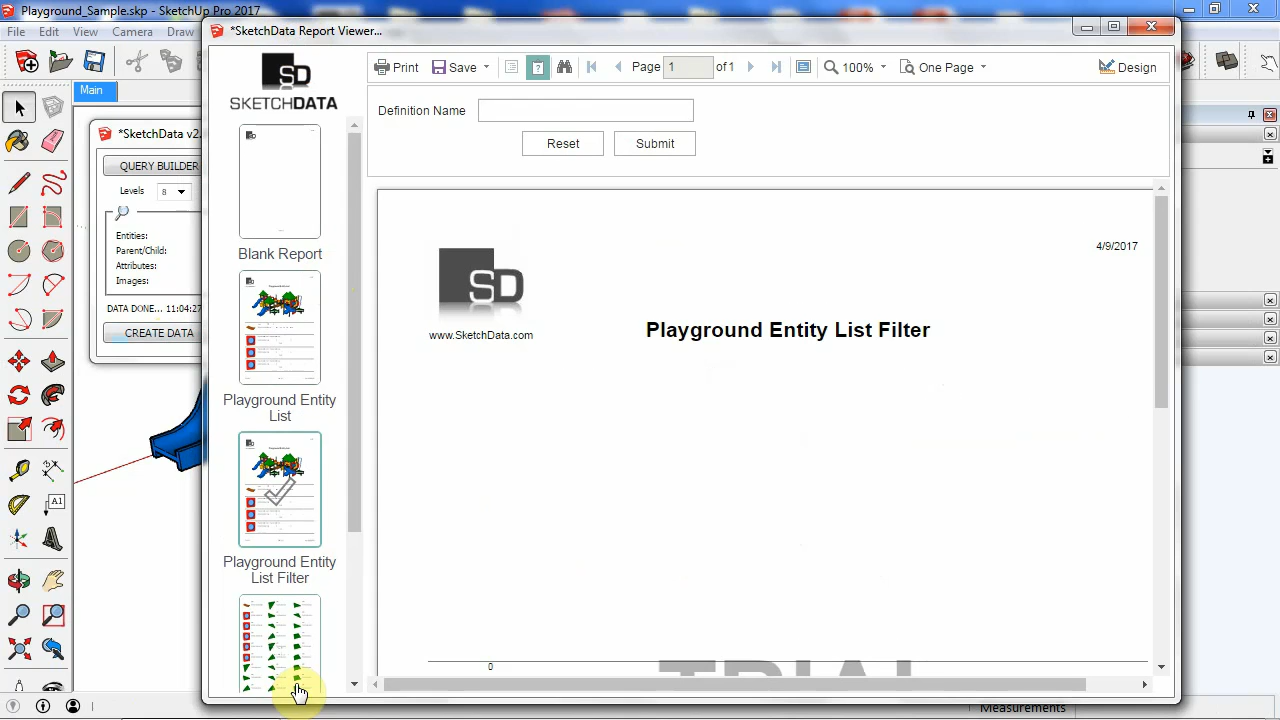 Playground_Sample.skp - SketchUp Pro 2017
File Edit View Camera Draw
Main
*SketchData v2.
QUERY BUILDER
Levels 8
Entities:
Parent/Child:
Attributes:
Images:
DATA DONE... 11:04:27
CREATE DATA
A1
*SketchData Report Viewer...
SD
SKETCHDATA
Print Save Page 1 of 1 100% One Page Design
Definition Name
Reset Submit
Blank Report
Playground Entity
List
Playground Entity
List Filter
4/9/2017
SD
www.SketchData.com
Playground Entity List Filter
0
TRIAL
Measurements